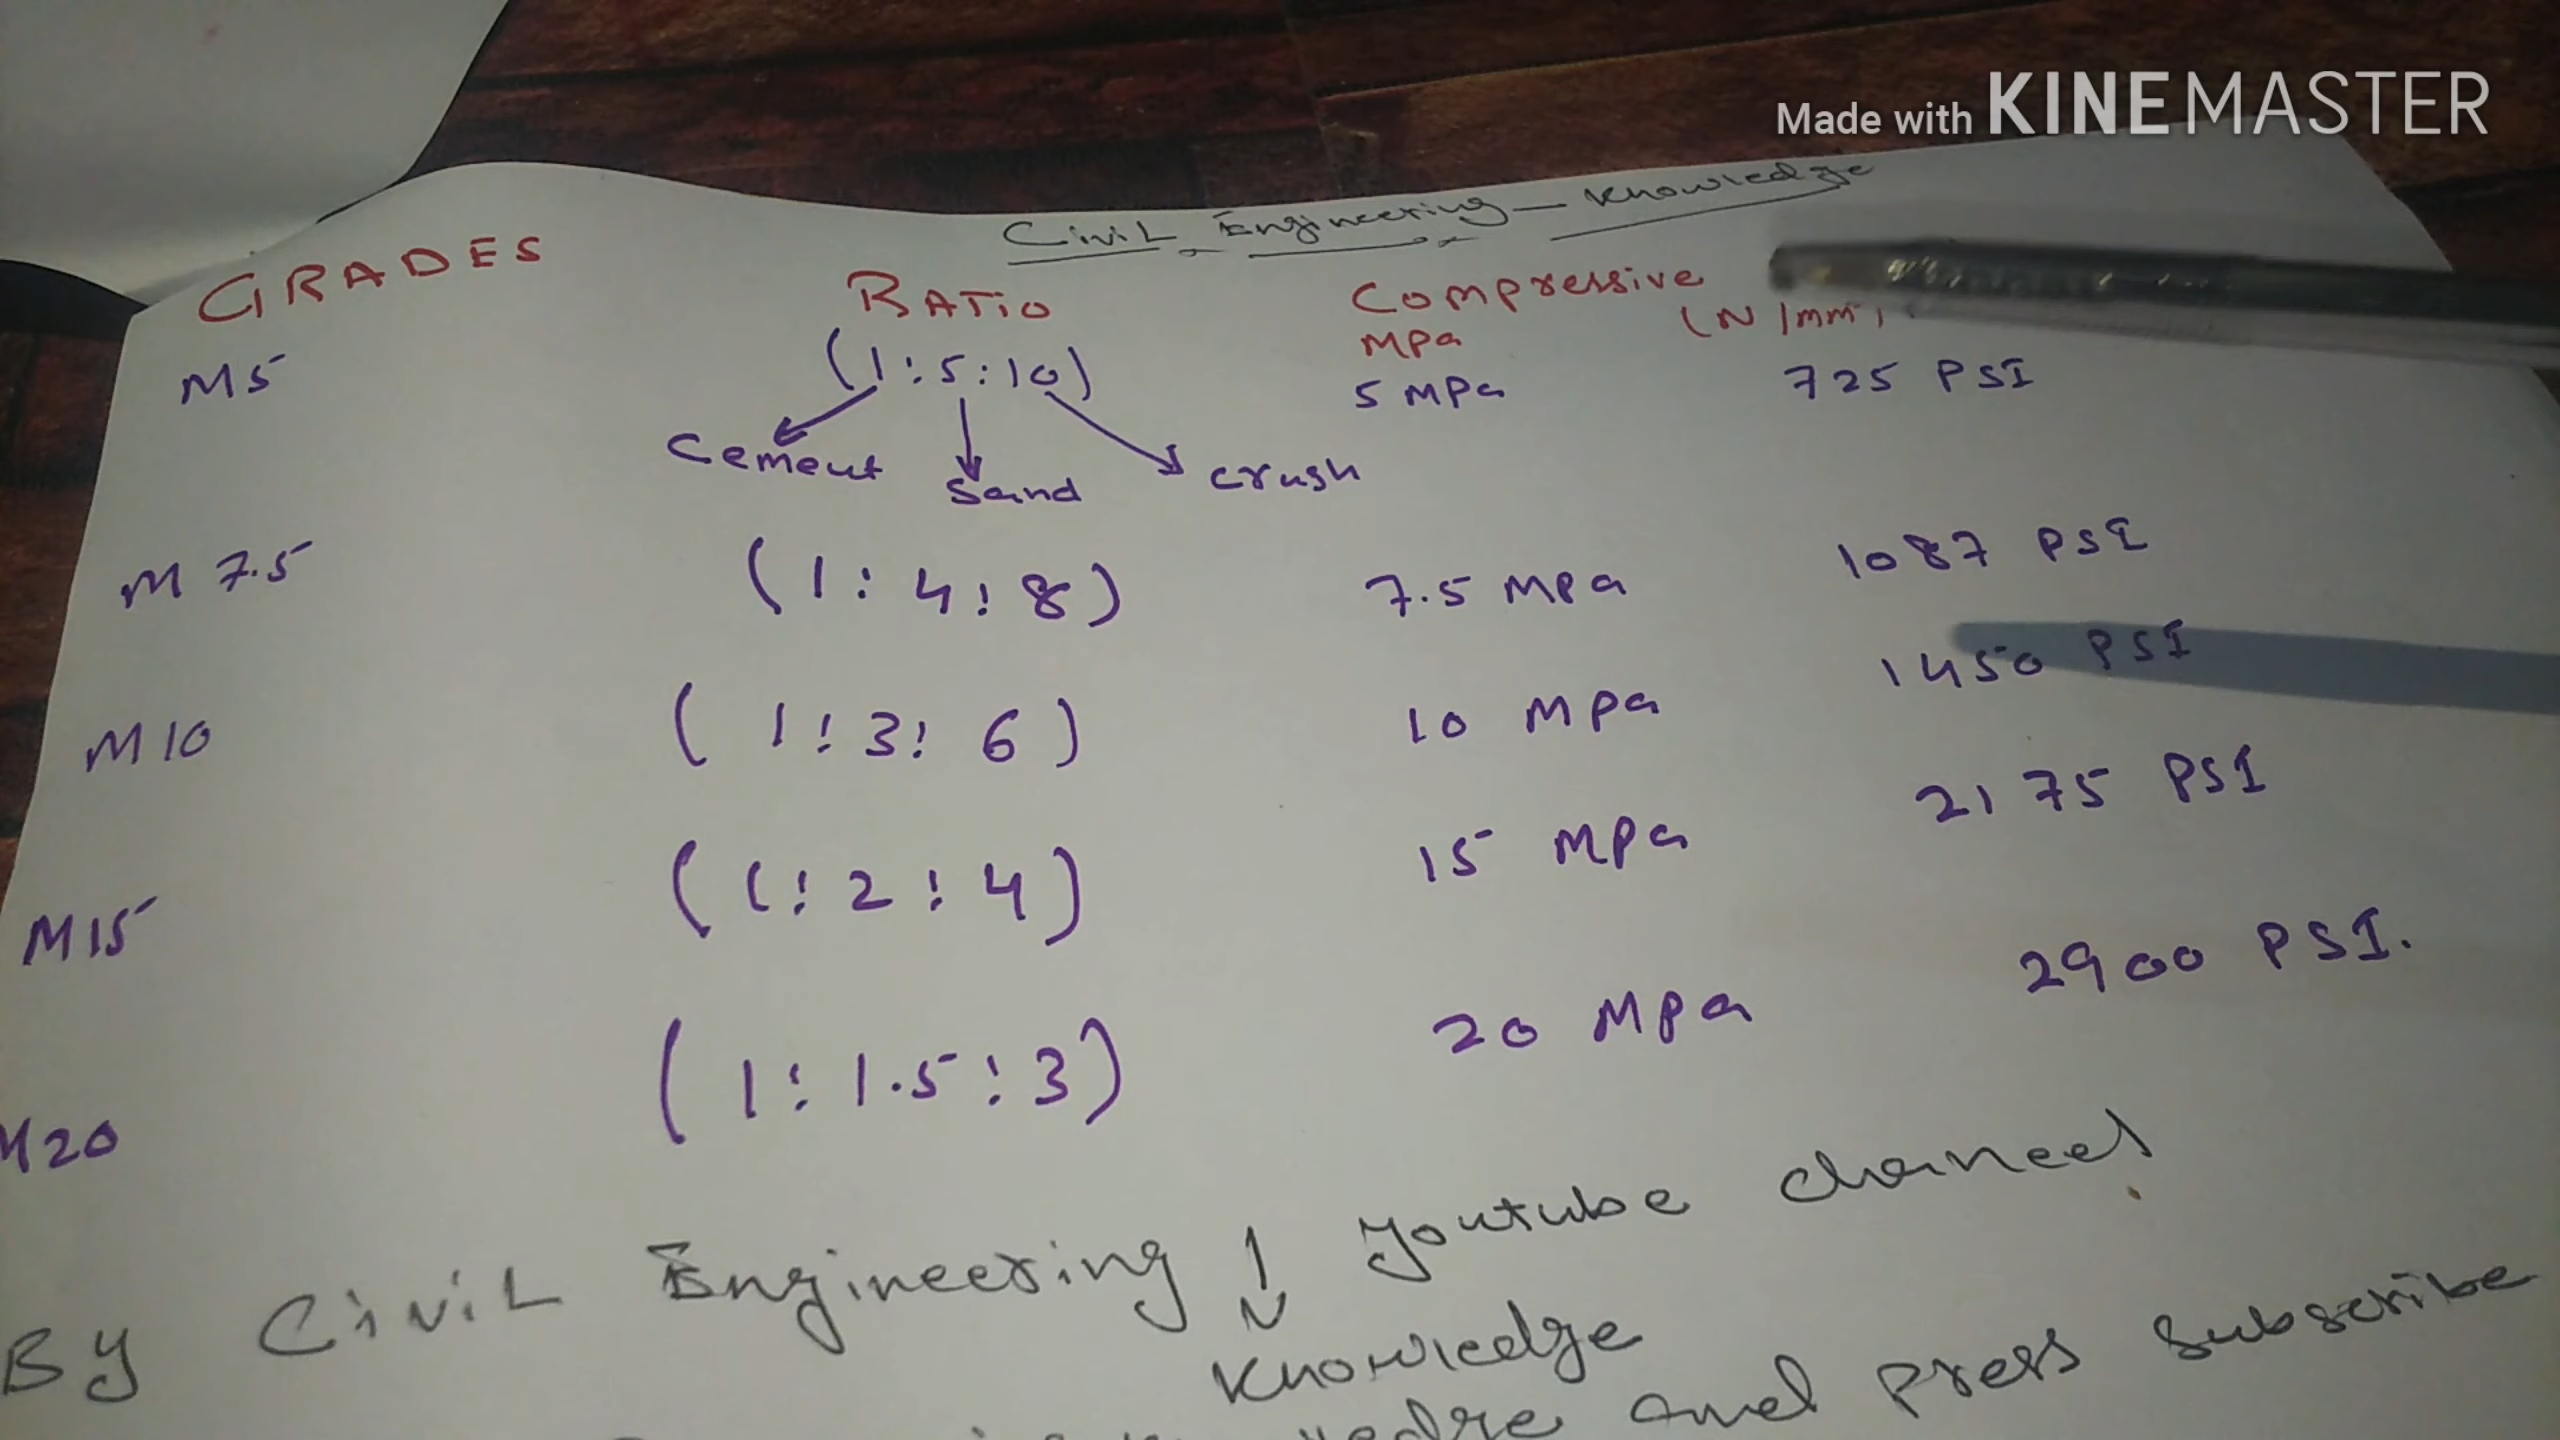 Made with KINEMASTER
Civil Engineering - Knowledge
GRADES RATIO Compressive
MPa (N/mm
M5 (1:5:10) 5 MPa 725 PSI
Cement Sand crush
M 7.5 (1:4:8) 7.5 MPa 1087 PSI
M10 (1:3:6) 10 MPa 1450 PSI
M15 (1:2:4) 15 MPa 2175 PSI
M20 (1:1.5:3) 20 MPa 2900 PSI.
By Civil Engineering Youtube channel
Knowledge
and press subscribe